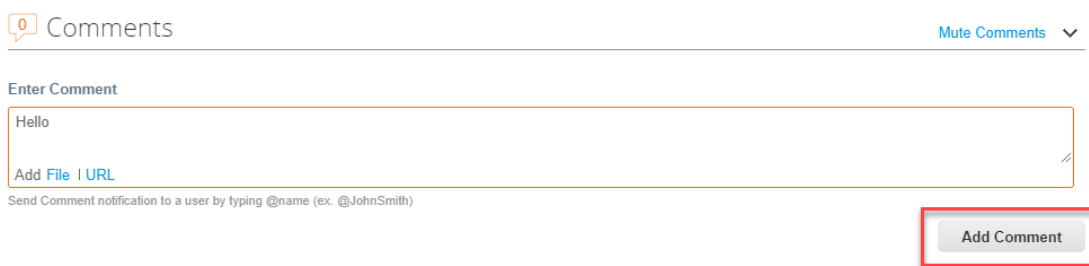 0 Comments
Mute Comments
Enter Comment
Hello
Add File | URL
Send Comment notification to a user by typing @name (ex. @JohnSmith)
Add Comment